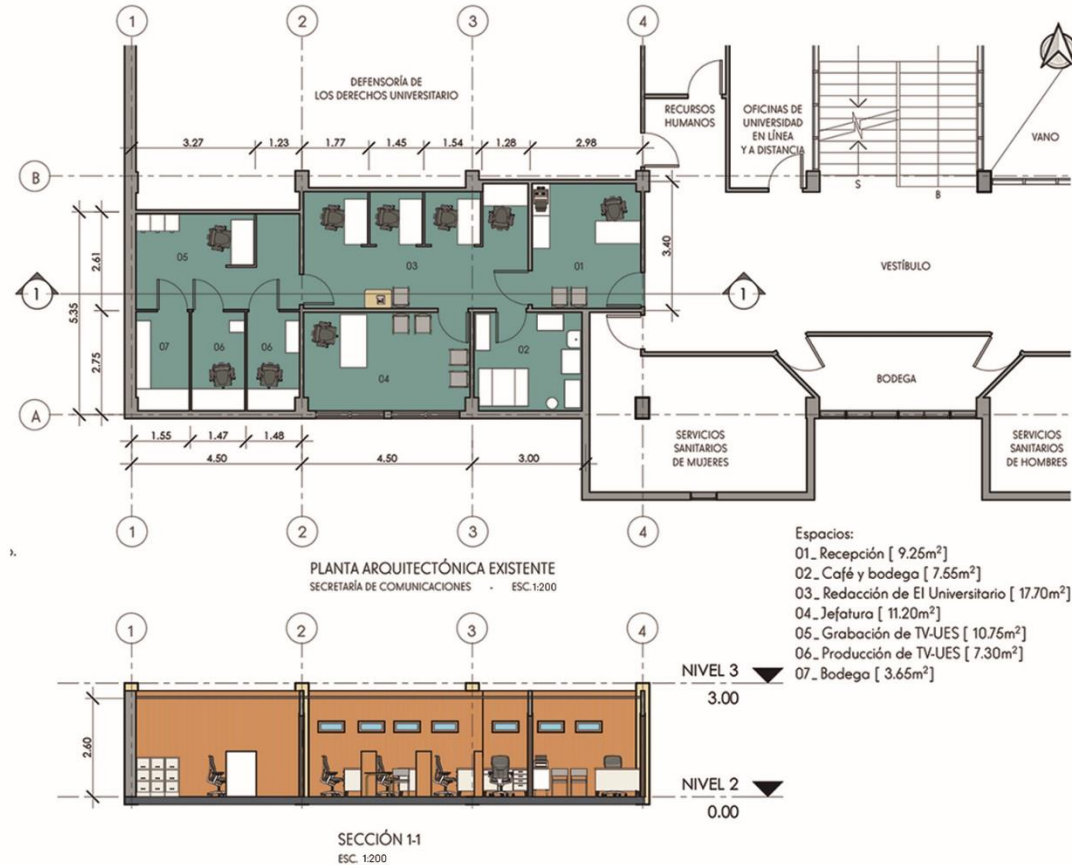 1
2
3
4
DEFENSORÍA DE
LOS DERECHOS UNIVERSITARIO
RECURSOS
HUMANOS
OFICINAS DE
UNIVERSIDAD
EN LÍNEA
Y A DISTANCIA
VANO
3.27
1.23
1.77
1.45
1.54
1.28
2.98
B
S
B
05
03
01
3.40
VESTÍBULO
2.61
5.35
2.75
1
1
07
06
06
04
02
BODEGA
A
1.55
1.47
1.48
4.50
4.50
3.00
SERVICIOS
SANITARIOS
DE MUJERES
SERVICIOS
SANITARIOS
DE HOMBRES
1
2
3
4
PLANTA ARQUITECTÓNICA EXISTENTE
SECRETARÍA DE COMUNICACIONES - ESC. 1:200
Espacios:
01_ Recepción [ 9.25m²]
02_ Café y bodega [ 7.55m²]
03_ Redacción de El Universitario [ 17.70m²]
04_ Jefatura [ 11.20m²]
05_ Grabación de TV-UES [ 10.75m²]
06_ Producción de TV-UES [ 7.30m²]
07_ Bodega [ 3.65m²]
1
2
3
4
NIVEL 3
3.00
2.60
NIVEL 2
0.00
SECCIÓN 1-1
ESC. 1:200